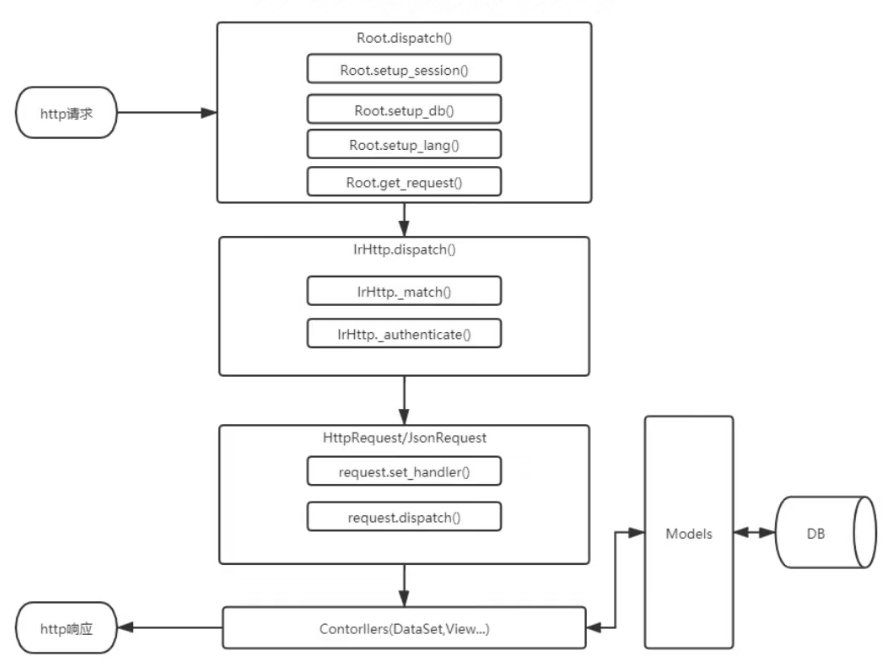 Root.dispatch()
Root.setup_session()
http请求
Root.setup_db()
Root.setup_lang()
Root.get_request()
IrHttp.dispatch()
IrHttp._match()
IrHttp._authenticate()
HttpRequest/JsonRequest
request.set_handler()
request.dispatch()
Models
DB
http响应
Contorllers(DataSet,View...)